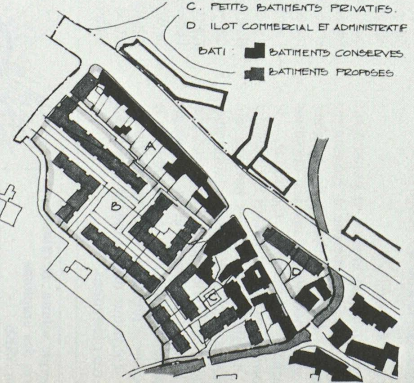 C. PETITS BATIMENTS PRIVATIFS.
D ILOT COMMERCIAL ET ADMINISTRATIF
BATI : BATIMENTS CONSERVES
BATIMENTS PROPOSES
A
B
C
D